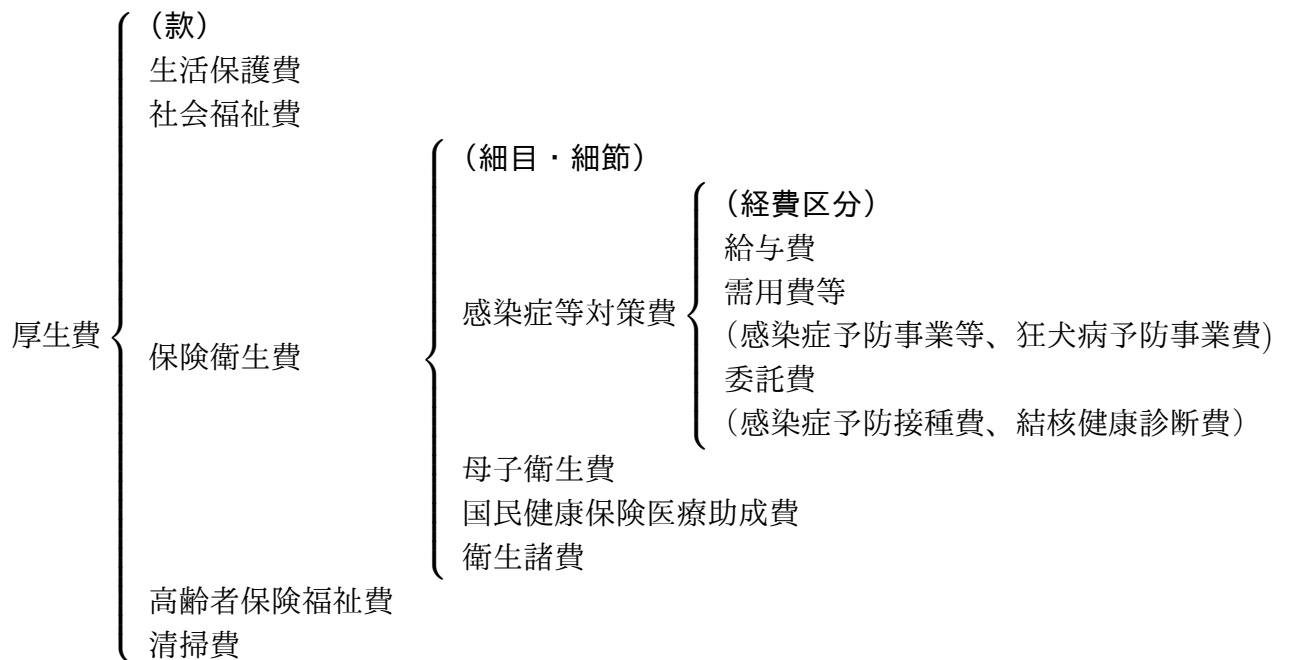 （款）
生活保護費
社会福祉費
（細目・細節）
（経費区分）
給与費
需用費等
感染症等対策費
（感染症予防事業等、狂犬病予防事業費)
厚生費
保険衛生費
委託費
（感染症予防接種費、結核健康診断費）
母子衛生費
国民健康保険医療助成費
衛生諸費
高齢者保険福祉費
清掃費